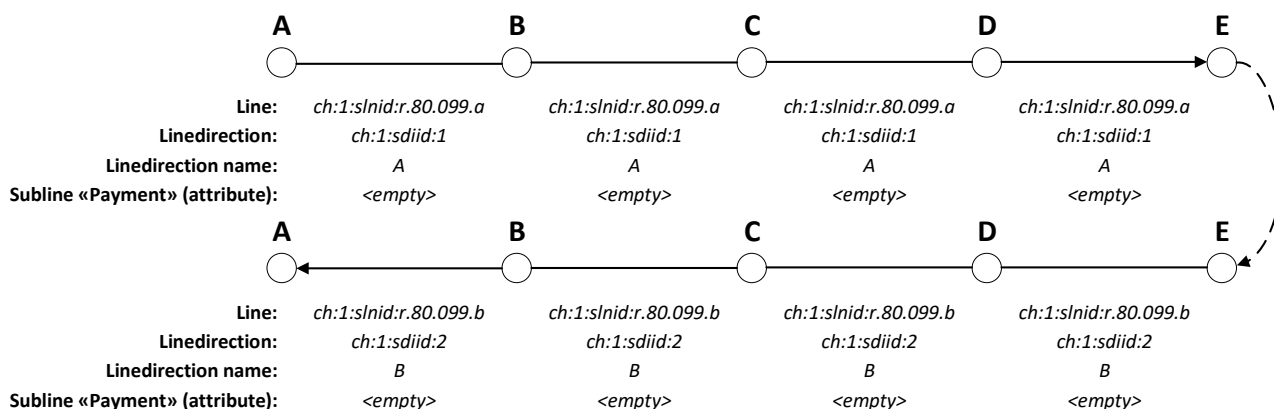 A B C D E
Line: ch:1:slnid:r.80.099.a ch:1:slnid:r.80.099.a ch:1:slnid:r.80.099.a ch:1:slnid:r.80.099.a
Linedirection: ch:1:sdiid:1 ch:1:sdiid:1 ch:1:sdiid:1 ch:1:sdiid:1
Linedirection name: A A A A
Subline «Payment» (attribute): <empty> <empty> <empty> <empty>
A B C D E
Line: ch:1:slnid:r.80.099.b ch:1:slnid:r.80.099.b ch:1:slnid:r.80.099.b ch:1:slnid:r.80.099.b
Linedirection: ch:1:sdiid:2 ch:1:sdiid:2 ch:1:sdiid:2 ch:1:sdiid:2
Linedirection name: B B B B
Subline «Payment» (attribute): <empty> <empty> <empty> <empty>